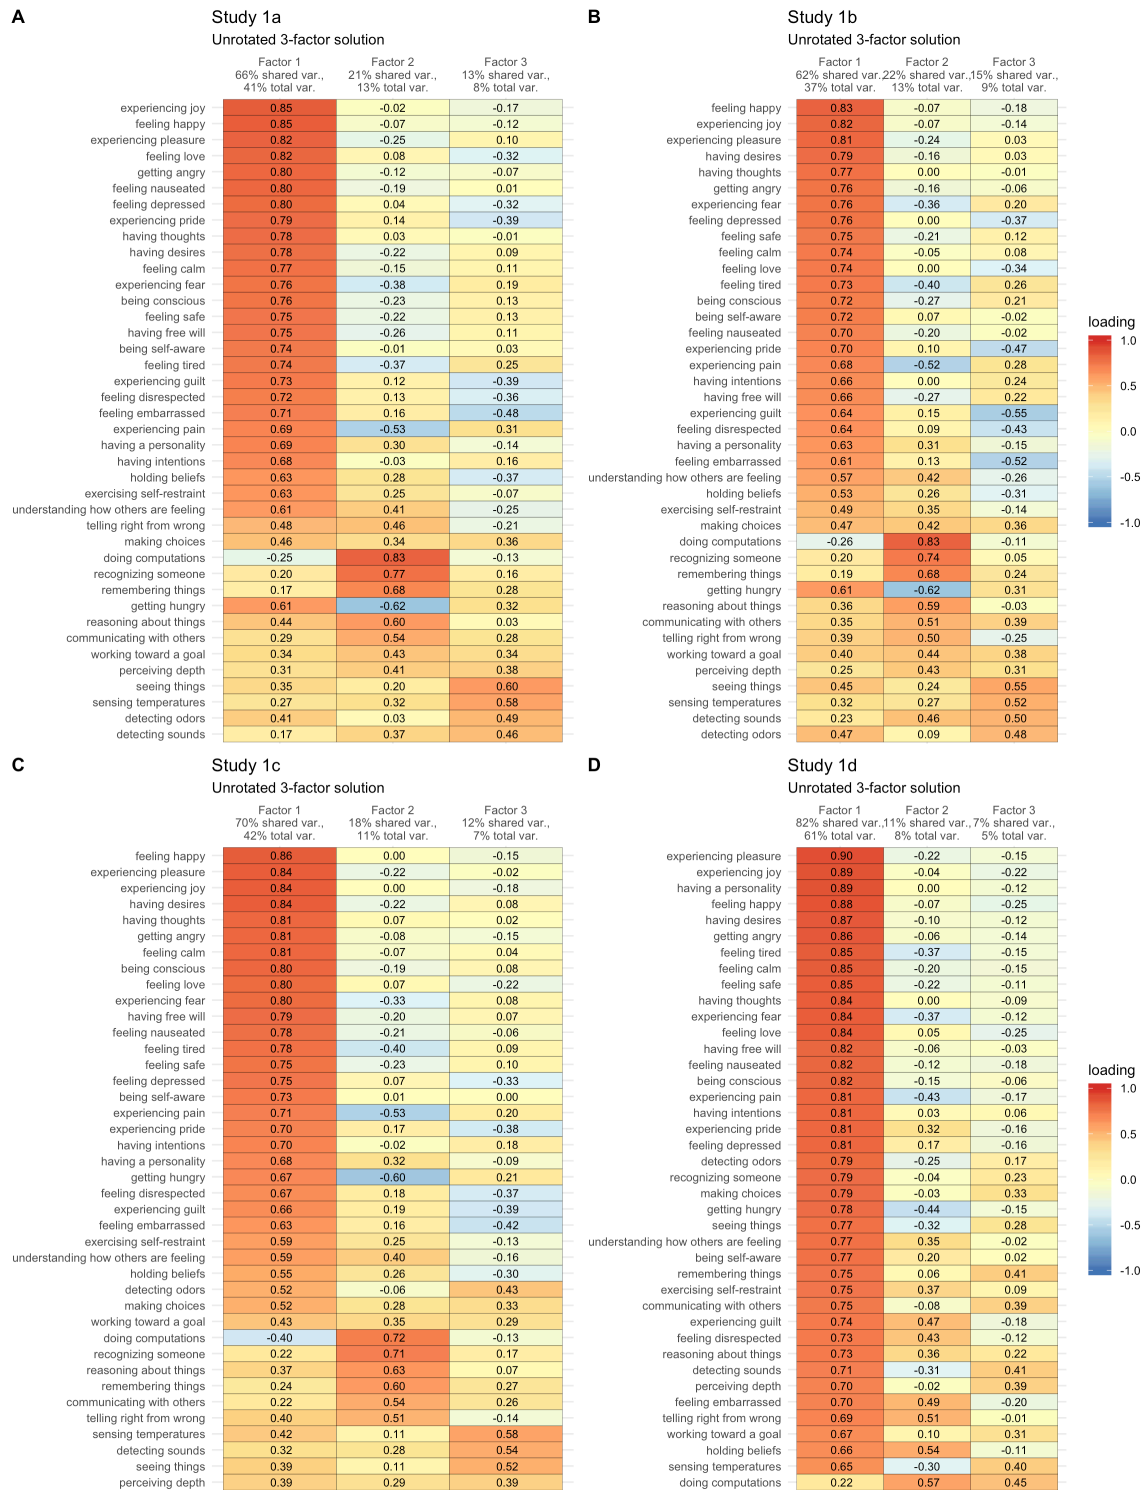 A
Study 1a
Unrotated 3-factor solution
Factor 1 Factor 2 Factor 3
66% shared var., 21% shared var., 13% shared var.,
41% total var. 13% total var. 8% total var.
experiencing joy 0.85 -0.02 -0.17
feeling happy 0.85 -0.07 -0.12
experiencing pleasure 0.82 -0.25 0.10
feeling love 0.82 0.08 -0.32
getting angry 0.80 -0.12 -0.07
feeling nauseated 0.80 -0.19 0.01
feeling depressed 0.80 0.04 -0.32
experiencing pride 0.79 0.14 -0.39
having thoughts 0.78 0.03 -0.01
having desires 0.78 -0.22 0.09
feeling calm 0.77 -0.15 0.11
experiencing fear 0.76 -0.38 0.19
being conscious 0.76 -0.23 0.13
feeling safe 0.75 -0.22 0.13
having free will 0.75 -0.26 0.11
being self-aware 0.74 -0.01 0.03
feeling tired 0.74 -0.37 0.25
experiencing guilt 0.73 0.12 -0.39
feeling disrespected 0.72 0.13 -0.36
feeling embarrassed 0.71 0.16 -0.48
experiencing pain 0.69 -0.53 0.31
having a personality 0.69 0.30 -0.14
having intentions 0.68 -0.03 0.16
holding beliefs 0.63 0.28 -0.37
exercising self-restraint 0.63 0.25 -0.07
understanding how others are feeling 0.61 0.41 -0.25
telling right from wrong 0.48 0.46 -0.21
making choices 0.46 0.34 0.36
doing computations -0.25 0.83 -0.13
recognizing someone 0.20 0.77 0.16
remembering things 0.17 0.68 0.28
getting hungry 0.61 -0.62 0.32
reasoning about things 0.44 0.60 0.03
communicating with others 0.29 0.54 0.28
working toward a goal 0.34 0.43 0.34
perceiving depth 0.31 0.41 0.38
seeing things 0.35 0.20 0.60
sensing temperatures 0.27 0.32 0.58
detecting odors 0.41 0.03 0.49
detecting sounds 0.17 0.37 0.46
B
Study 1b
Unrotated 3-factor solution
Factor 1 Factor 2 Factor 3
62% shared var., 22% shared var., 15% shared var.,
37% total var. 13% total var. 9% total var.
feeling happy 0.83 -0.07 -0.18
experiencing joy 0.82 -0.07 -0.14
experiencing pleasure 0.81 -0.24 0.03
having desires 0.79 -0.16 0.03
having thoughts 0.77 0.00 -0.01
getting angry 0.76 -0.16 -0.06
experiencing fear 0.76 -0.36 0.20
feeling depressed 0.76 0.00 -0.37
feeling safe 0.75 -0.21 0.12
feeling calm 0.74 -0.05 0.08
feeling love 0.74 0.00 -0.34
feeling tired 0.73 -0.40 0.26
being conscious 0.72 -0.27 0.21
being self-aware 0.72 0.07 -0.02
feeling nauseated 0.70 -0.20 -0.02
experiencing pride 0.70 0.10 -0.47
experiencing pain 0.68 -0.52 0.28
having intentions 0.66 0.00 0.24
having free will 0.66 -0.27 0.22
experiencing guilt 0.64 0.15 -0.55
feeling disrespected 0.64 0.09 -0.43
having a personality 0.63 0.31 -0.15
feeling embarrassed 0.61 0.13 -0.52
understanding how others are feeling 0.57 0.42 -0.26
holding beliefs 0.53 0.26 -0.31
exercising self-restraint 0.49 0.35 -0.14
making choices 0.47 0.42 0.36
doing computations -0.26 0.83 -0.11
recognizing someone 0.20 0.74 0.05
remembering things 0.19 0.68 0.24
getting hungry 0.61 -0.62 0.31
reasoning about things 0.36 0.59 -0.03
communicating with others 0.35 0.51 0.39
telling right from wrong 0.39 0.50 -0.25
working toward a goal 0.40 0.44 0.38
perceiving depth 0.25 0.43 0.31
seeing things 0.45 0.24 0.55
sensing temperatures 0.32 0.27 0.52
detecting sounds 0.23 0.46 0.50
detecting odors 0.47 0.09 0.48
loading
1.0
0.5
0.0
-0.5
-1.0
C
Study 1c
Unrotated 3-factor solution
Factor 1 Factor 2 Factor 3
70% shared var., 18% shared var., 12% shared var.,
42% total var. 11% total var. 7% total var.
feeling happy 0.86 0.00 -0.15
experiencing pleasure 0.84 -0.22 -0.02
experiencing joy 0.84 0.00 -0.18
having desires 0.84 -0.22 0.08
having thoughts 0.81 0.07 0.02
getting angry 0.81 -0.08 -0.15
feeling calm 0.81 -0.07 0.04
being conscious 0.80 -0.19 0.08
feeling love 0.80 0.07 -0.22
experiencing fear 0.80 -0.33 0.08
having free will 0.79 -0.20 0.07
feeling nauseated 0.78 -0.21 -0.06
feeling tired 0.78 -0.40 0.09
feeling safe 0.75 -0.23 0.10
feeling depressed 0.75 0.07 -0.33
being self-aware 0.73 0.01 0.00
experiencing pain 0.71 -0.53 0.20
experiencing pride 0.70 0.17 -0.38
having intentions 0.70 -0.02 0.18
having a personality 0.68 0.32 -0.09
getting hungry 0.67 -0.60 0.21
feeling disrespected 0.67 0.18 -0.37
experiencing guilt 0.66 0.19 -0.39
feeling embarrassed 0.63 0.16 -0.42
exercising self-restraint 0.59 0.25 -0.13
understanding how others are feeling 0.59 0.40 -0.16
holding beliefs 0.55 0.26 -0.30
detecting odors 0.52 -0.06 0.43
making choices 0.52 0.28 0.33
working toward a goal 0.43 0.35 0.29
doing computations -0.40 0.72 -0.13
recognizing someone 0.22 0.71 0.17
reasoning about things 0.37 0.63 0.07
remembering things 0.24 0.60 0.27
communicating with others 0.22 0.54 0.26
telling right from wrong 0.40 0.51 -0.14
sensing temperatures 0.42 0.11 0.58
detecting sounds 0.32 0.28 0.54
seeing things 0.39 0.11 0.52
perceiving depth 0.39 0.29 0.39
D
Study 1d
Unrotated 3-factor solution
Factor 1 Factor 2 Factor 3
82% shared var., 11% shared var., 7% shared var.,
61% total var. 8% total var. 5% total var.
experiencing pleasure 0.90 -0.22 -0.15
experiencing joy 0.89 -0.04 -0.22
having a personality 0.89 0.00 -0.12
feeling happy 0.88 -0.07 -0.25
having desires 0.87 -0.10 -0.12
getting angry 0.86 -0.06 -0.14
feeling tired 0.85 -0.37 -0.15
feeling calm 0.85 -0.20 -0.15
feeling safe 0.85 -0.22 -0.11
having thoughts 0.84 0.00 -0.09
experiencing fear 0.84 -0.37 -0.12
feeling love 0.84 0.05 -0.25
having free will 0.82 -0.06 -0.03
feeling nauseated 0.82 -0.12 -0.18
being conscious 0.82 -0.15 -0.06
experiencing pain 0.81 -0.43 -0.17
having intentions 0.81 0.03 0.06
experiencing pride 0.81 0.32 -0.16
feeling depressed 0.81 0.17 -0.16
detecting odors 0.79 -0.25 0.17
recognizing someone 0.79 -0.04 0.23
making choices 0.79 -0.03 0.33
getting hungry 0.78 -0.44 -0.15
seeing things 0.77 -0.32 0.28
understanding how others are feeling 0.77 0.35 -0.02
being self-aware 0.77 0.20 0.02
remembering things 0.75 0.06 0.41
exercising self-restraint 0.75 0.37 0.09
communicating with others 0.75 -0.08 0.39
experiencing guilt 0.74 0.47 -0.18
feeling disrespected 0.73 0.43 -0.12
reasoning about things 0.73 0.36 0.22
detecting sounds 0.71 -0.31 0.41
perceiving depth 0.70 -0.02 0.39
feeling embarrassed 0.70 0.49 -0.20
telling right from wrong 0.69 0.51 -0.01
working toward a goal 0.67 0.10 0.31
holding beliefs 0.66 0.54 -0.11
sensing temperatures 0.65 -0.30 0.40
doing computations 0.22 0.57 0.45
loading
1.0
0.5
0.0
-0.5
-1.0